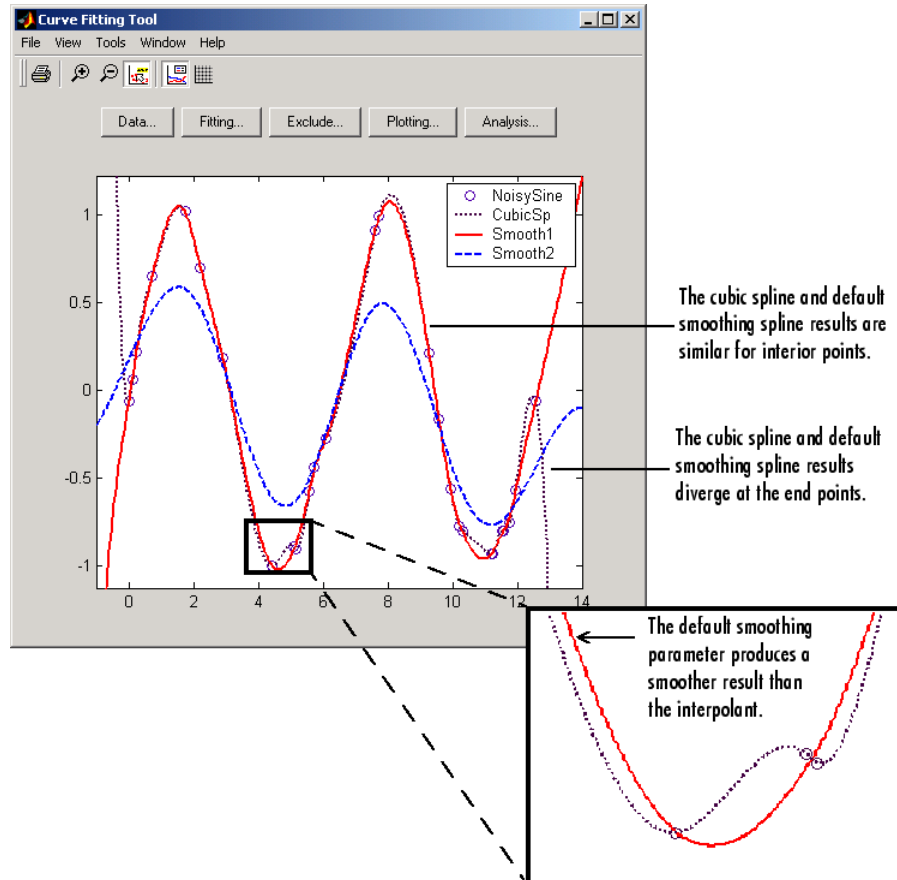 Curve Fitting Tool
File View Tools Window Help
Data... Fitting... Exclude... Plotting... Analysis...
NoisySine
CubicSp
Smooth1
Smooth2
1
0.5
0
-0.5
-1
0 2 4 6 8 10 12 14
The cubic spline and default
smoothing spline results are
similar for interior points.
The cubic spline and default
smoothing spline results
diverge at the end points.
The default smoothing
parameter produces a
smoother result than
the interpolant.